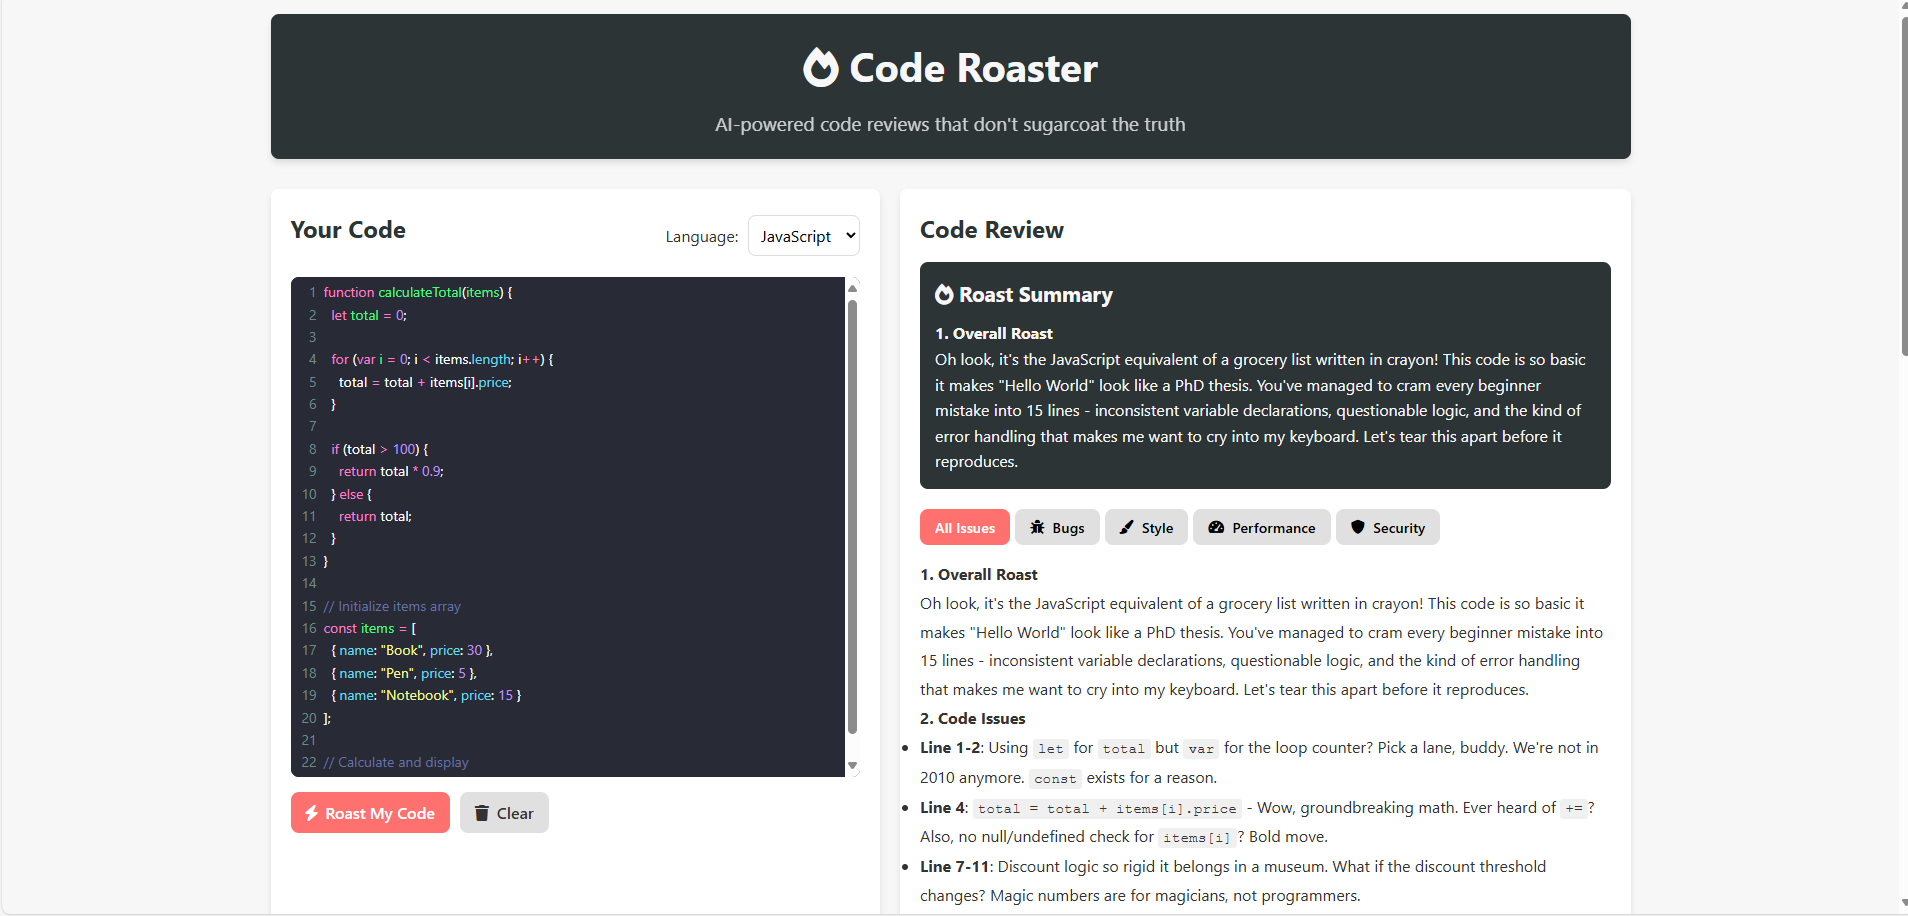 Code Roaster
AI-powered code reviews that don't sugarcoat the truth
Your Code
Language:
JavaScript
1 function calculateTotal(items) {
2 let total = 0;
3
4 for (var i = 0; i < items.length; i++) {
5 total = total + items[i].price;
6 }
7
8 if (total > 100) {
9 return total * 0.9;
10 } else {
11 return total;
12 }
13 }
14
15 // Initialize items array
16 const items = [
17 { name: "Book", price: 30 },
18 { name: "Pen", price: 5 },
19 { name: "Notebook", price: 15 }
20 ];
21
22 // Calculate and display
Roast My Code
Clear
Code Review
Roast Summary
1. Overall Roast
Oh look, it's the JavaScript equivalent of a grocery list written in crayon! This code is so basic
it makes "Hello World" look like a PhD thesis. You've managed to cram every beginner
mistake into 15 lines - inconsistent variable declarations, questionable logic, and the kind of
error handling that makes me want to cry into my keyboard. Let's tear this apart before it
reproduces.
All Issues
Bugs
Style
Performance
Security
1. Overall Roast
Oh look, it's the JavaScript equivalent of a grocery list written in crayon! This code is so basic it
makes "Hello World" look like a PhD thesis. You've managed to cram every beginner mistake into
15 lines - inconsistent variable declarations, questionable logic, and the kind of error handling
that makes me want to cry into my keyboard. Let's tear this apart before it reproduces.
2. Code Issues
• Line 1-2: Using let for total but var for the loop counter? Pick a lane, buddy. We're not in
2010 anymore. const exists for a reason.
• Line 4: total = total + items[i].price - Wow, groundbreaking math. Ever heard of +=?
Also, no null/undefined check for items[i]? Bold move.
• Line 7-11: Discount logic so rigid it belongs in a museum. What if the discount threshold
changes? Magic numbers are for magicians, not programmers.